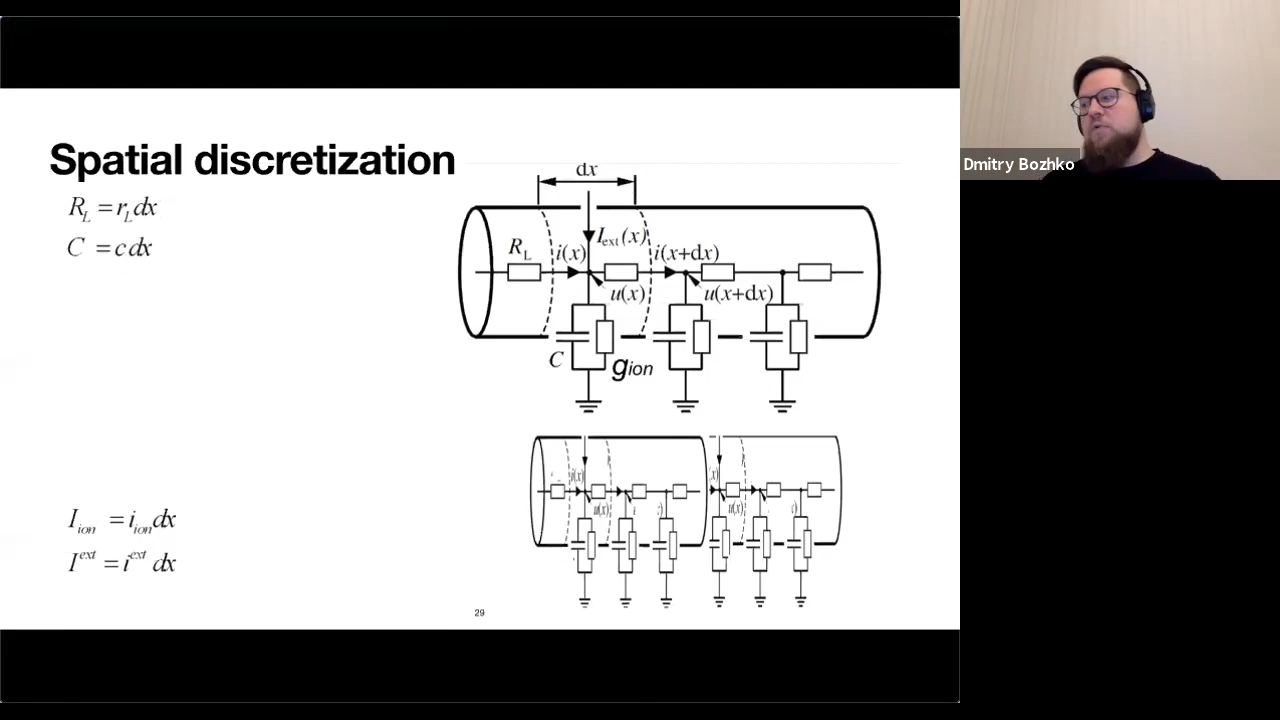 Spatial discretization
R_L = r_L dx
C = c dx
dx
I_ext(x)
R_L
i(x)
i(x+dx)
u(x)
u(x+dx)
C
g_ion
i(x)
u(x)
u(x)
I_ion = i_ion dx
I^ext = i^ext dx
29
Dmitry Bozhko